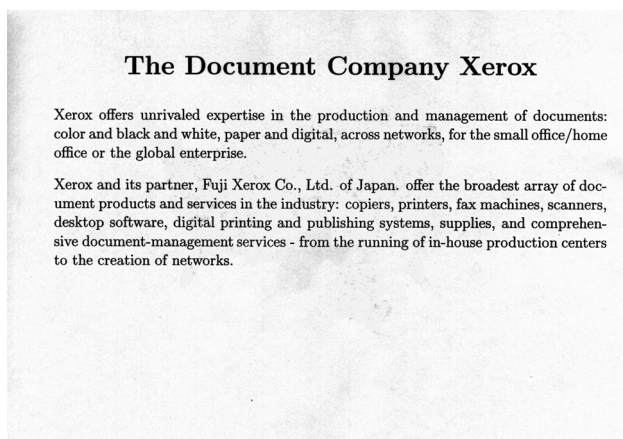 The Document Company Xerox
Xerox offers unrivaled expertise in the production and management of documents:
color and black and white, paper and digital, across networks, for the small office/home
office or the global enterprise.
Xerox and its partner, Fuji Xerox Co., Ltd. of Japan. offer the broadest array of doc-
ument products and services in the industry: copiers, printers, fax machines, scanners,
desktop software, digital printing and publishing systems, supplies, and comprehen-
sive document-management services - from the running of in-house production centers
to the creation of networks.